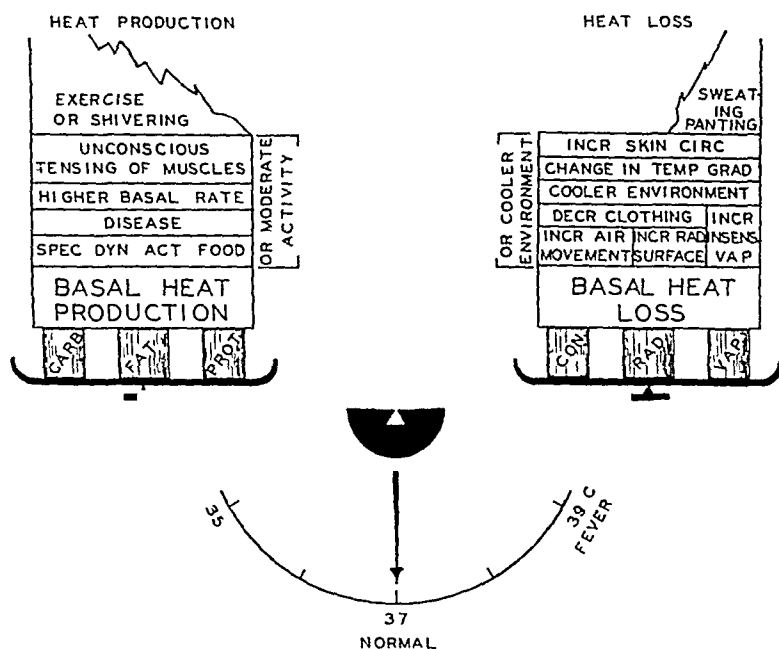 HEAT PRODUCTION
EXERCISE
OR SHIVERING
UNCONSCIOUS
TENSING OF MUSCLES
HIGHER BASAL RATE
DISEASE
SPEC DYN ACT FOOD
OR MODERATE
ACTIVITY
BASAL HEAT
PRODUCTION
CARB
FAT
PROT
HEAT LOSS
SWEAT-
ING
PANTING
INCR SKIN CIRC
CHANGE IN TEMP GRAD
COOLER ENVIRONMENT
DECR CLOTHING
INCR AIR
MOVEMENT
INCR RAD
SURFACE
INCR
INSENS
VAP
OR COOLER
ENVIRONMENT
BASAL HEAT
LOSS
CON
RAD
VAP
35
37
NORMAL
39 C
FEVER